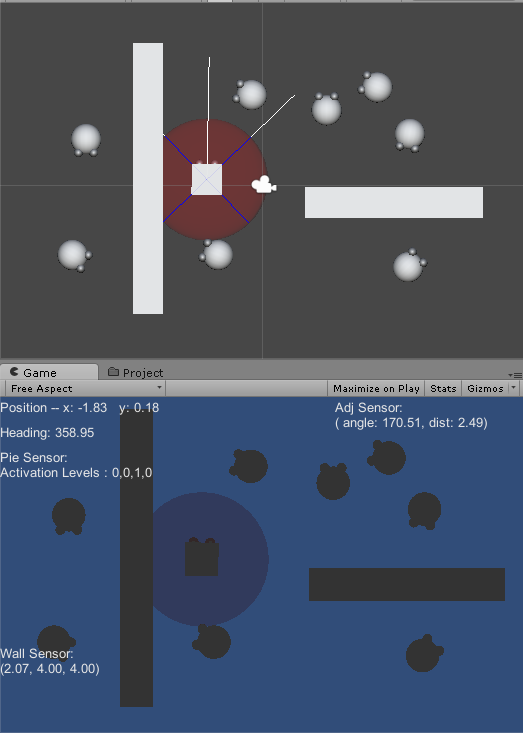 Game
Project
Free Aspect
Maximize on Play
Stats
Gizmos
Position -- x: -1.83 y: 0.18
Heading: 358.95
Pie Sensor:
Activation Levels : 0,0,1,0
Adj Sensor:
( angle: 170.51, dist: 2.49)
Wall Sensor:
(2.07, 4.00, 4.00)